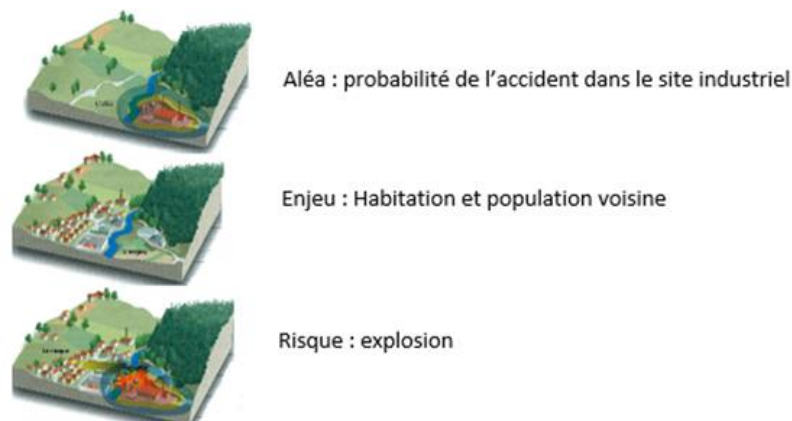 Aléa : probabilité de l’accident dans le site industriel
Enjeu : Habitation et population voisine
Risque : explosion